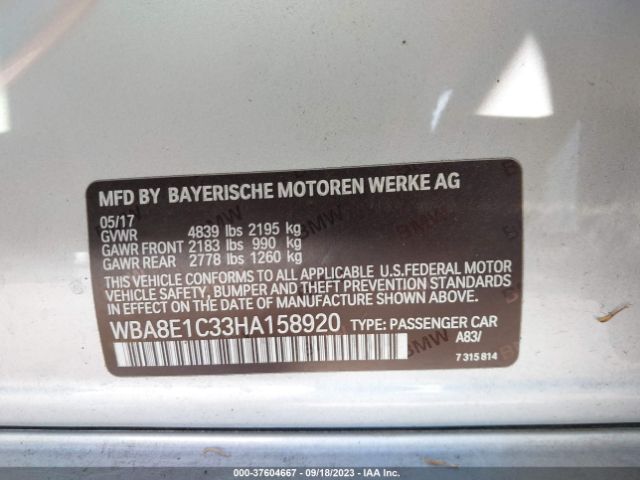 MFD BY BAYERISCHE MOTOREN WERKE AG
05/17
GVWR 4839 lbs 2195 kg
GAWR FRONT 2183 lbs 990 kg
GAWR REAR 2778 lbs 1260 kg
THIS VEHICLE CONFORMS TO ALL APPLICABLE U.S.FEDERAL MOTOR
VEHICLE SAFETY, BUMPER, AND THEFT PREVENTION STANDARDS
IN EFFECT ON THE DATE OF MANUFACTURE SHOWN ABOVE.
WBA8E1C33HA158920 TYPE: PASSENGER CAR
A83/
7 315 814
000-37604667 - 09/18/2023 - IAA Inc.